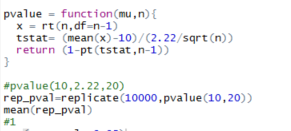 pvalue = function(mu,n){
x = rt(n,df=n-1)
tstat= (mean(x)-10)/(2.22/sqrt(n))
return (1-pt(tstat,n-1))
}
#pvalue(10,2.22,20)
rep_pval=replicate(10000,pvalue(10,20))
mean(rep_pval)
#1